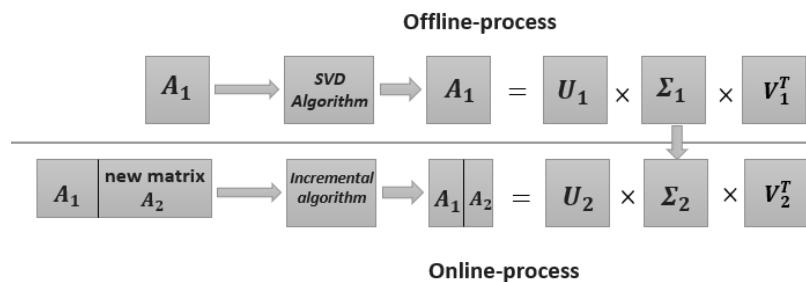 Offline-process
A₁ SVD Algorithm A₁ = U₁ × Σ₁ × V₁ᵀ
A₁ new matrix A₂ Incremental algorithm A₁ A₂ = U₂ × Σ₂ × V₂ᵀ
Online-process